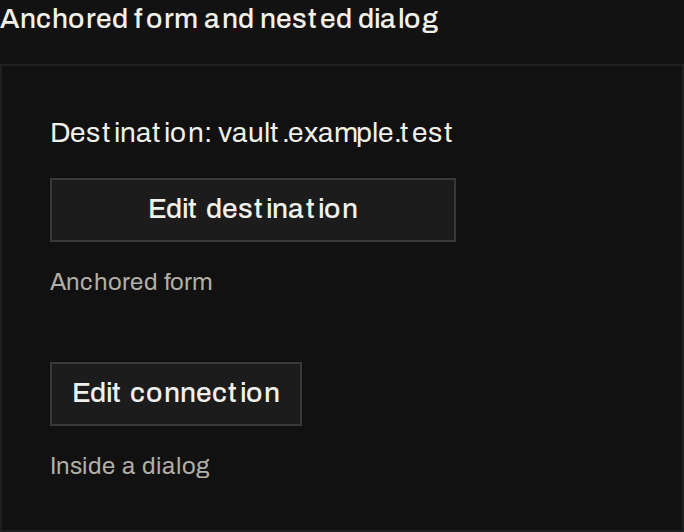 Anchored form and nested dialog
Destination: vault.example.test
Edit destination
Anchored form
Edit connection
Inside a dialog